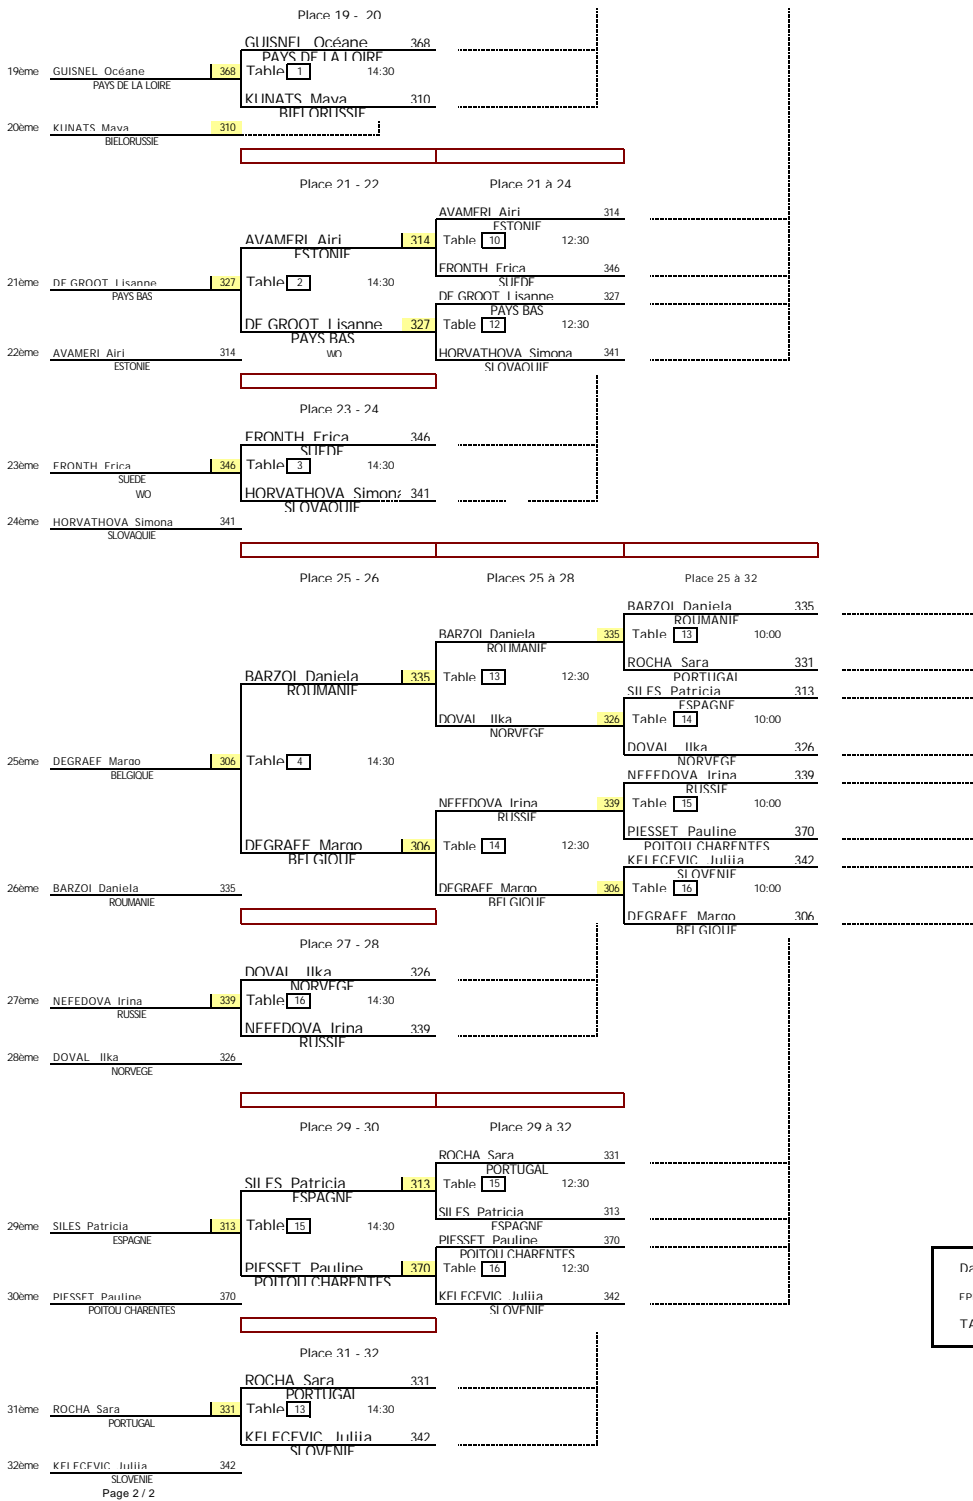 Place 19 - 20
GUISNEL Océane 368
PAYS DE LA LOIRE
19ème GUISNEL Océane 368 Table 1 14:30
PAYS DE LA LOIRE
KUNATS Maya 310
BIELORUSSIE
20ème KUNATS Maya 310
BIELORUSSIE
Place 21 - 22 Place 21 à 24
AVAMERI Airi 314
ESTONIE
AVAMERI Airi 314 Table 10 12:30
ESTONIE
FRONTH Erica 346
SUEDE
21ème DE GROOT Lisanne 327 Table 2 14:30
PAYS BAS
DE GROOT Lisanne 327
PAYS BAS
DE GROOT Lisanne 327 Table 12 12:30
PAYS BAS
22ème AVAMERI Airi 314 WO HORVATHOVA Simona 341
ESTONIE SLOVAQUIE
Place 23 - 24
FRONTH Erica 346
SUEDE
23ème FRONTH Erica 346 Table 3 14:30
SUEDE
WO HORVATHOVA Simona 341
SLOVAQUIE
24ème HORVATHOVA Simona 341
SLOVAQUIE
Place 25 - 26 Places 25 à 28 Place 25 à 32
BARZOI Daniela 335
ROUMANIE
BARZOI Daniela 335 Table 13 10:00
ROUMANIE
ROCHA Sara 331
PORTUGAL
BARZOI Daniela 335 Table 13 12:30
ROUMANIE
SILES Patricia 313
ESPAGNE
DOVAL Ilka 326 Table 14 10:00
NORVEGE
DOVAL Ilka 326
NORVEGE
25ème DEGRAEF Margo 306 Table 4 14:30
BELGIQUE
NEFEDOVA Irina 339
RUSSIE
NEFEDOVA Irina 339 Table 15 10:00
RUSSIE
PIESSET Pauline 370
POITOU CHARENTES
DEGRAEF Margo 306 Table 14 12:30
BELGIQUE
KELECEVIC Julija 342
SLOVENIE
26ème BARZOI Daniela 335 DEGRAEF Margo 306 Table 16 10:00
ROUMANIE BELGIQUE
DEGRAEF Margo 306
BELGIQUE
Place 27 - 28
DOVAL Ilka 326
NORVEGE
27ème NEFEDOVA Irina 339 Table 16 14:30
RUSSIE
NEFEDOVA Irina 339
RUSSIE
28ème DOVAL Ilka 326
NORVEGE
Place 29 - 30 Place 29 à 32
ROCHA Sara 331
PORTUGAL
SILES Patricia 313 Table 15 12:30
ESPAGNE
SILES Patricia 313
ESPAGNE
29ème SILES Patricia 313 Table 15 14:30
ESPAGNE
PIESSET Pauline 370
POITOU CHARENTES
PIESSET Pauline 370 Table 16 12:30
POITOU CHARENTES
30ème PIESSET Pauline 370 KELECEVIC Julija 342
POITOU CHARENTES SLOVENIE
Place 31 - 32
ROCHA Sara 331
PORTUGAL
31ème ROCHA Sara 331 Table 13 14:30
PORTUGAL
KELECEVIC Julija 342
SLOVENIE
32ème KELECEVIC Julija 342
SLOVENIE
Page 2 / 2